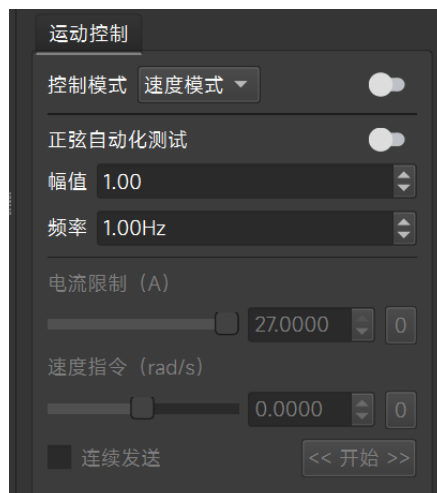 运动控制
控制模式 速度模式
正弦自动化测试
幅值 1.00
频率 1.00Hz
电流限制（A）
27.0000 0
速度指令（rad/s）
0.0000 0
连续发送 << 开始 >>